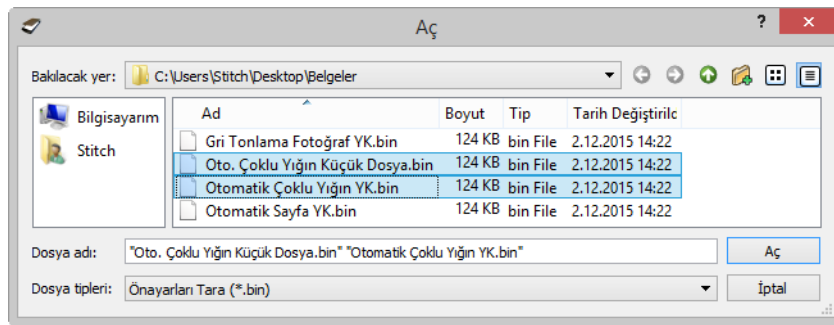 Aç
?
Bakılacak yer: C:\Users\Stitch\Desktop\Belgeler
Bilgisayarım
Stitch
Ad Boyut Tip Tarih Değiştirilc
Gri Tonlama Fotoğraf YK.bin 124 KB bin File 2.12.2015 14:22
Oto. Çoklu Yığın Küçük Dosya.bin 124 KB bin File 2.12.2015 14:22
Otomatik Çoklu Yığın YK.bin 124 KB bin File 2.12.2015 14:22
Otomatik Sayfa YK.bin 124 KB bin File 2.12.2015 14:22
Dosya adı: "Oto. Çoklu Yığın Küçük Dosya.bin" "Otomatik Çoklu Yığın YK.bin" Aç
Dosya tipleri: Önayarları Tara (*.bin) İptal